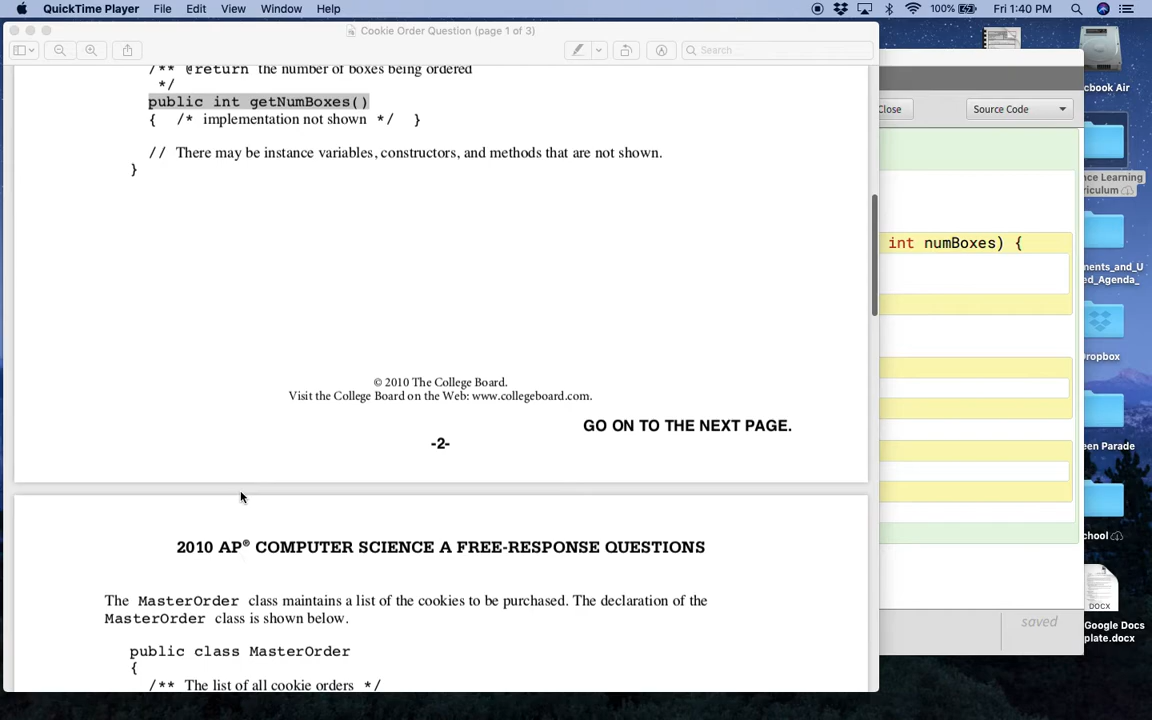 QuickTime Player File Edit View Window Help 100% Fri 1:40 PM
Cookie Order Question (page 1 of 3)
Search
/** @return the number of boxes being ordered
*/
public int getNumBoxes()
{ /* implementation not shown */ }
// There may be instance variables, constructors, and methods that are not shown.
}
© 2010 The College Board.
Visit the College Board on the Web: www.collegeboard.com.
GO ON TO THE NEXT PAGE.
-2-
2010 AP® COMPUTER SCIENCE A FREE-RESPONSE QUESTIONS
The MasterOrder class maintains a list of the cookies to be purchased. The declaration of the
MasterOrder class is shown below.
public class MasterOrder
{
/** The list of all cookie orders */
Close
Source Code
int numBoxes) {
saved
cbook Air
nce Learning
riculum
ments_and_U
ed_Agenda_
ropbox
een Parade
chool
DOCX
Google Docs
plate.docx